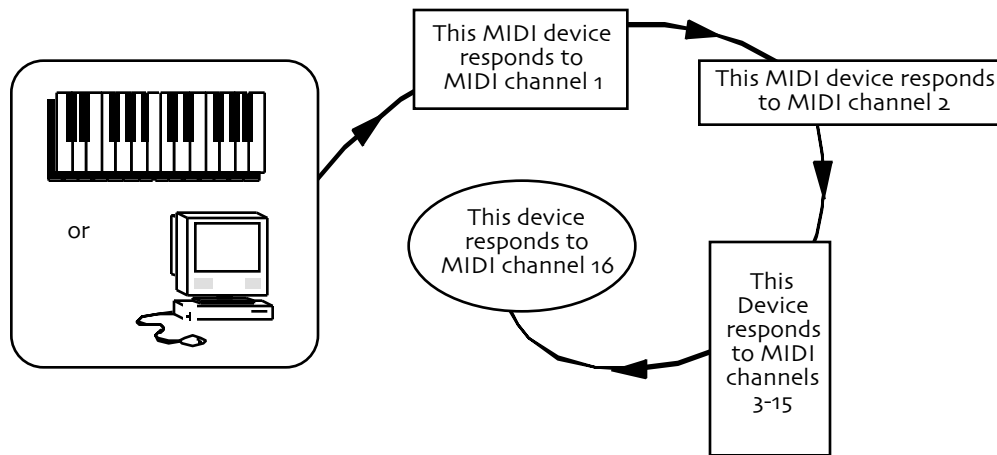 or
This MIDI device
responds to
MIDI channel 1
This MIDI device responds
to MIDI channel 2
This
Device
responds
to MIDI
channels
3-15
This device
responds to
MIDI channel 16